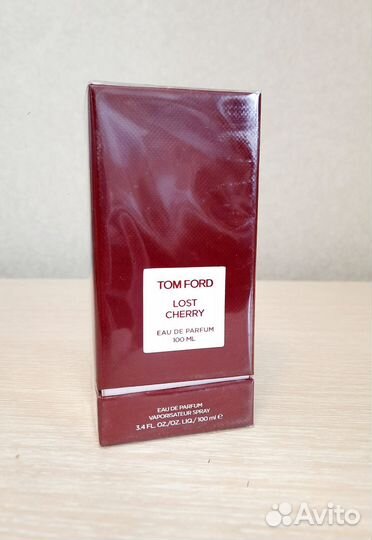 TOM FORD
LOST
CHERRY
EAU DE PARFUM
100 ML
EAU DE PARFUM
VAPORISATEUR SPRAY
3.4 FL. OZ./OZ. LIQ./ 100 ml ℮
Avito